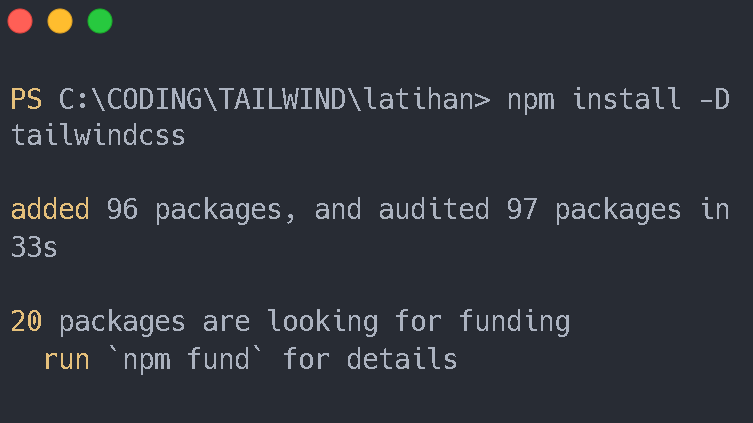 PS C:\CODING\TAILWIND\latihan> npm install -D
tailwindcss
added 96 packages, and audited 97 packages in
33s
20 packages are looking for funding
  run `npm fund` for details